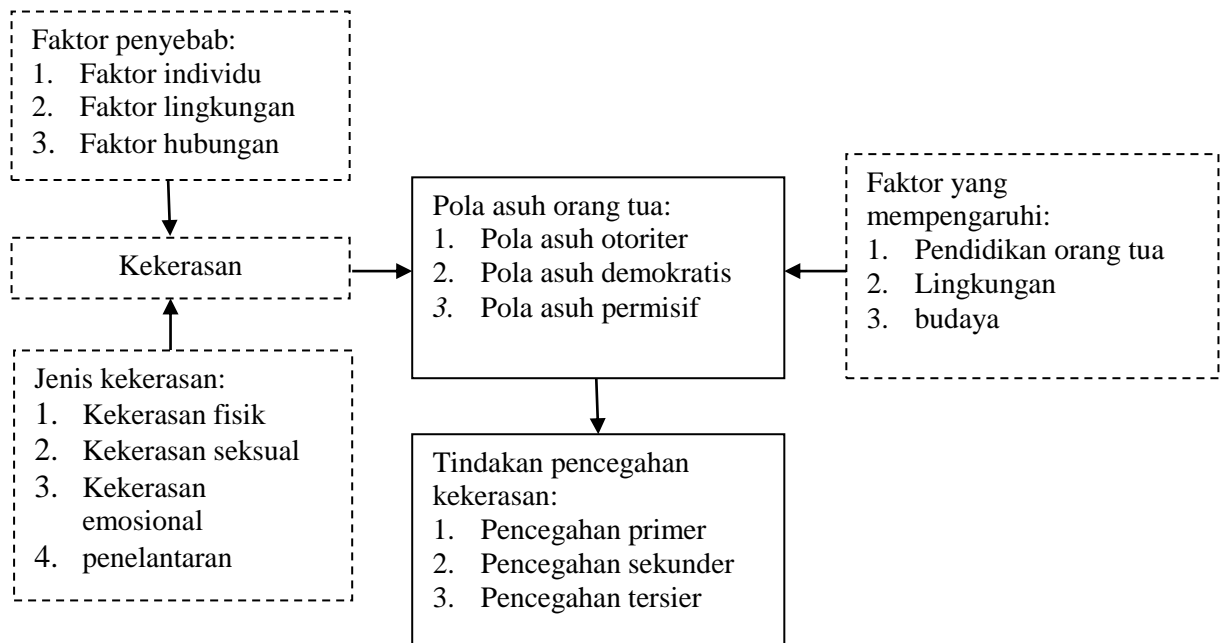 Faktor penyebab:
1. Faktor individu
2. Faktor lingkungan
3. Faktor hubungan
Kekerasan
Jenis kekerasan:
1. Kekerasan fisik
2. Kekerasan seksual
3. Kekerasan
emosional
4. penelantaran
Pola asuh orang tua:
1. Pola asuh otoriter
2. Pola asuh demokratis
3. Pola asuh permisif
Tindakan pencegahan
kekerasan:
1. Pencegahan primer
2. Pencegahan sekunder
3. Pencegahan tersier
Faktor yang
mempengaruhi:
1. Pendidikan orang tua
2. Lingkungan
3. budaya